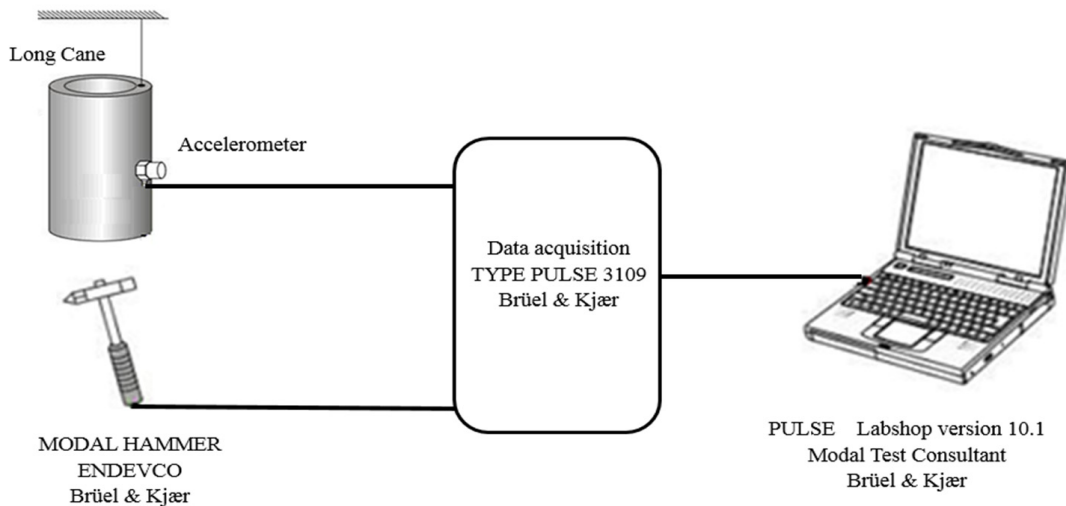 Long Cane
Accelerometer
Data acquisition
TYPE PULSE 3109
Brüel & Kjær
MODAL HAMMER
ENDEVCO
Brüel & Kjær
PULSE Labshop version 10.1
Modal Test Consultant
Brüel & Kjær